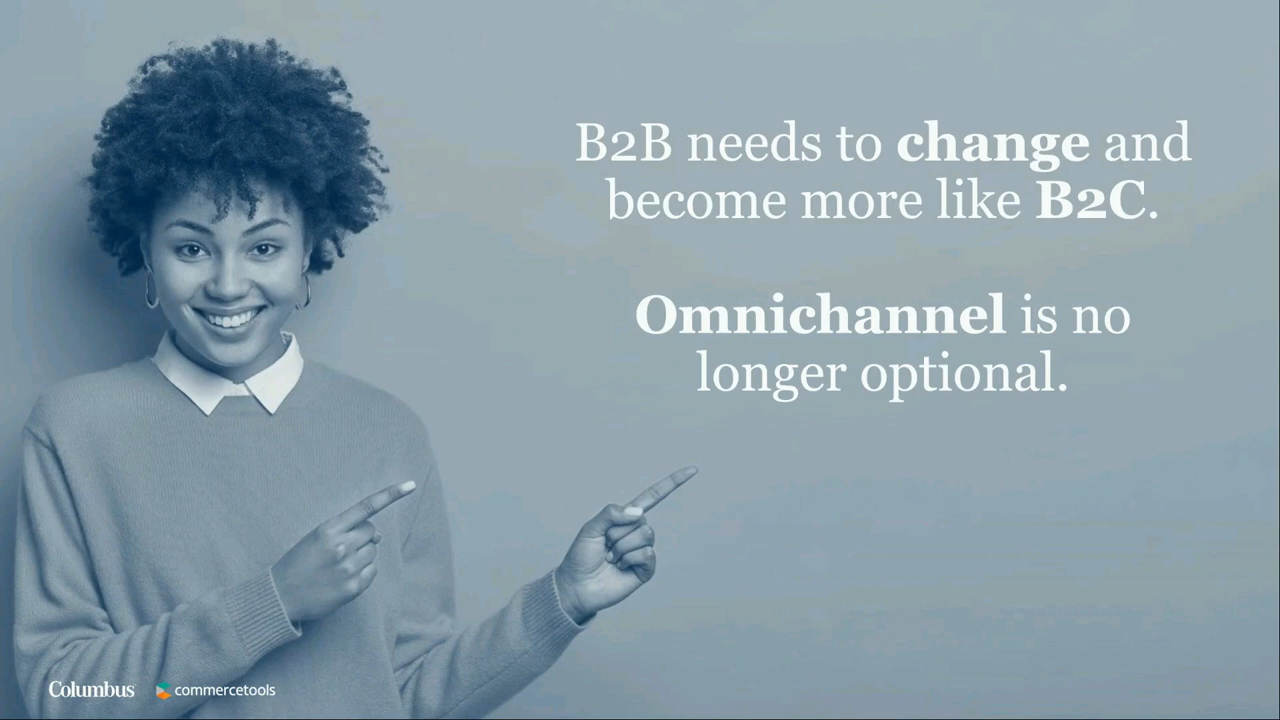 B2B needs to change and
become more like B2C.
Omnichannel is no
longer optional.
Columbus commercetools